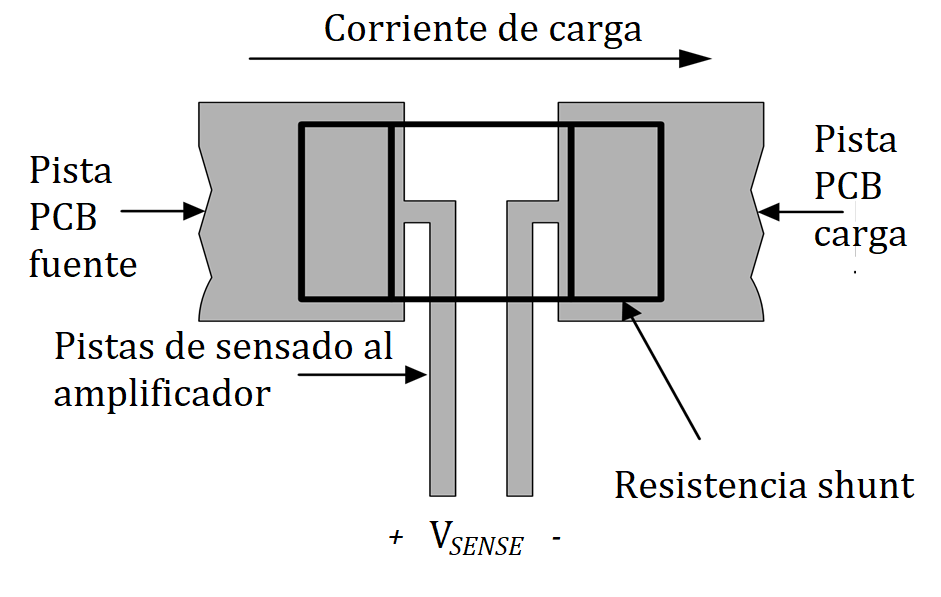 Corriente de carga
Pista
PCB
fuente
Pista
PCB
carga
.
Pistas de sensado al
amplificador
Resistencia shunt
+ V_SENSE -